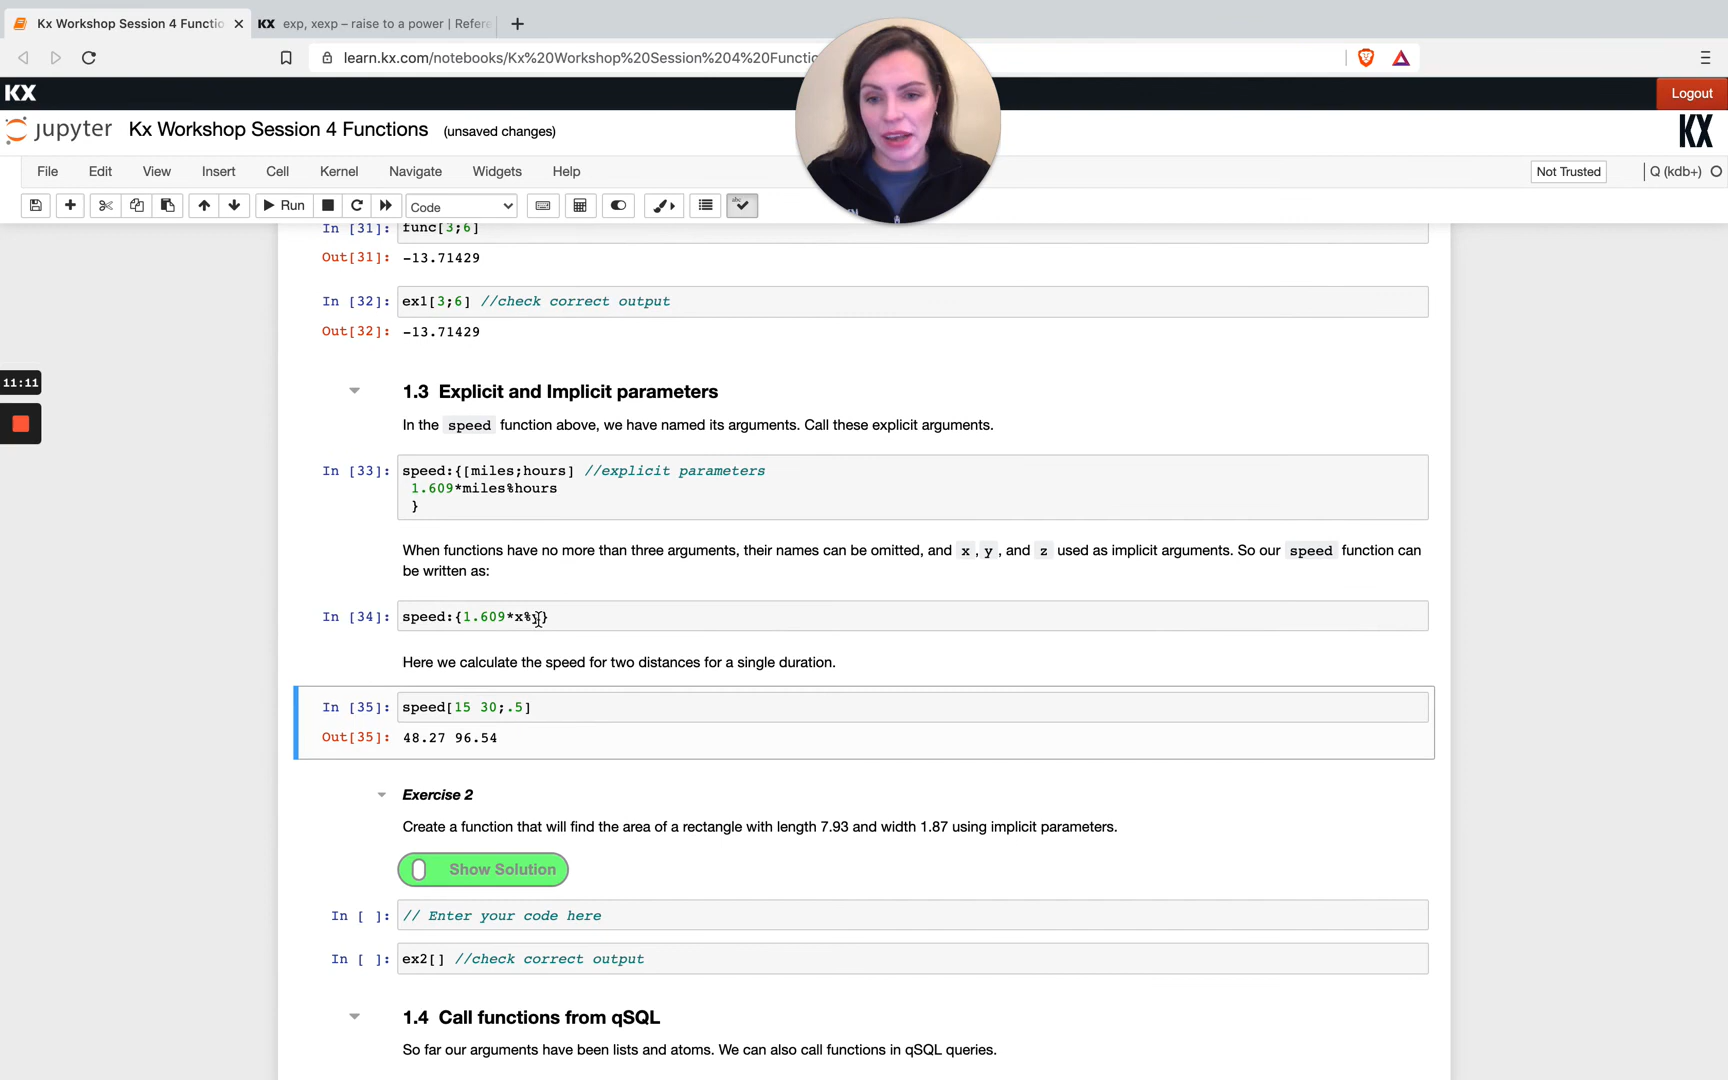 Kx Workshop Session 4 Functio
exp, xexp – raise to a power | Refere
learn.kx.com/notebooks/Kx%20Workshop%20Session%204%20Functio
KX
Logout
jupyter Kx Workshop Session 4 Functions (unsaved changes)
KX
File Edit View Insert Cell Kernel Navigate Widgets Help
Not Trusted
Q (kdb+)
Run
Code
In [31]: func[3;6]
Out[31]: -13.71429
In [32]: ex1[3;6] //check correct output
Out[32]: -13.71429
11:11
1.3 Explicit and Implicit parameters
In the speed function above, we have named its arguments. Call these explicit arguments.
In [33]: speed:{[miles;hours] //explicit parameters
1.609*miles%hours
}
When functions have no more than three arguments, their names can be omitted, and x, y, and z used as implicit arguments. So our speed function can
be written as:
In [34]: speed:{1.609*x%y}
Here we calculate the speed for two distances for a single duration.
In [35]: speed[15 30;.5]
Out[35]: 48.27 96.54
Exercise 2
Create a function that will find the area of a rectangle with length 7.93 and width 1.87 using implicit parameters.
Show Solution
In [ ]: // Enter your code here
In [ ]: ex2[] //check correct output
1.4 Call functions from qSQL
So far our arguments have been lists and atoms. We can also call functions in qSQL queries.